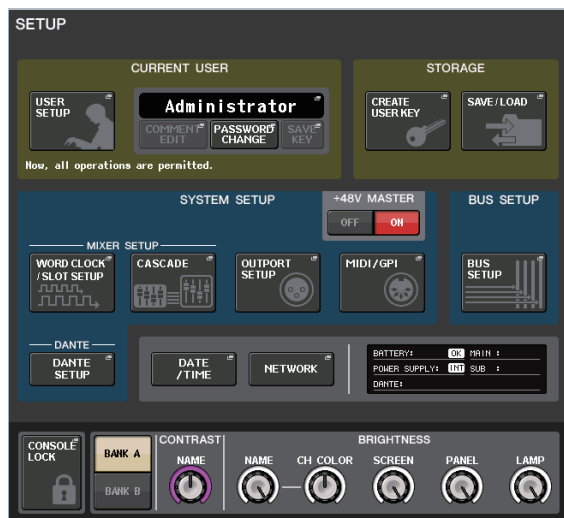 SETUP
CURRENT USER
STORAGE
USER
SETUP
Administrator
COMMENT
EDIT
PASSWORD
CHANGE
SAVE
KEY
CREATE
USER KEY
SAVE/LOAD
Now, all operations are permitted.
SYSTEM SETUP
+48V MASTER
OFF
ON
BUS SETUP
MIXER SETUP
WORD CLOCK
/SLOT SETUP
CASCADE
OUTPORT
SETUP
MIDI/GPI
BUS
SETUP
DANTE
DANTE
SETUP
DATE
/TIME
NETWORK
BATTERY: OK MAIN :
POWER SUPPLY: INT SUB :
DANTE:
CONSOLE
LOCK
BANK A
BANK B
CONTRAST
NAME
BRIGHTNESS
NAME
CH COLOR
SCREEN
PANEL
LAMP